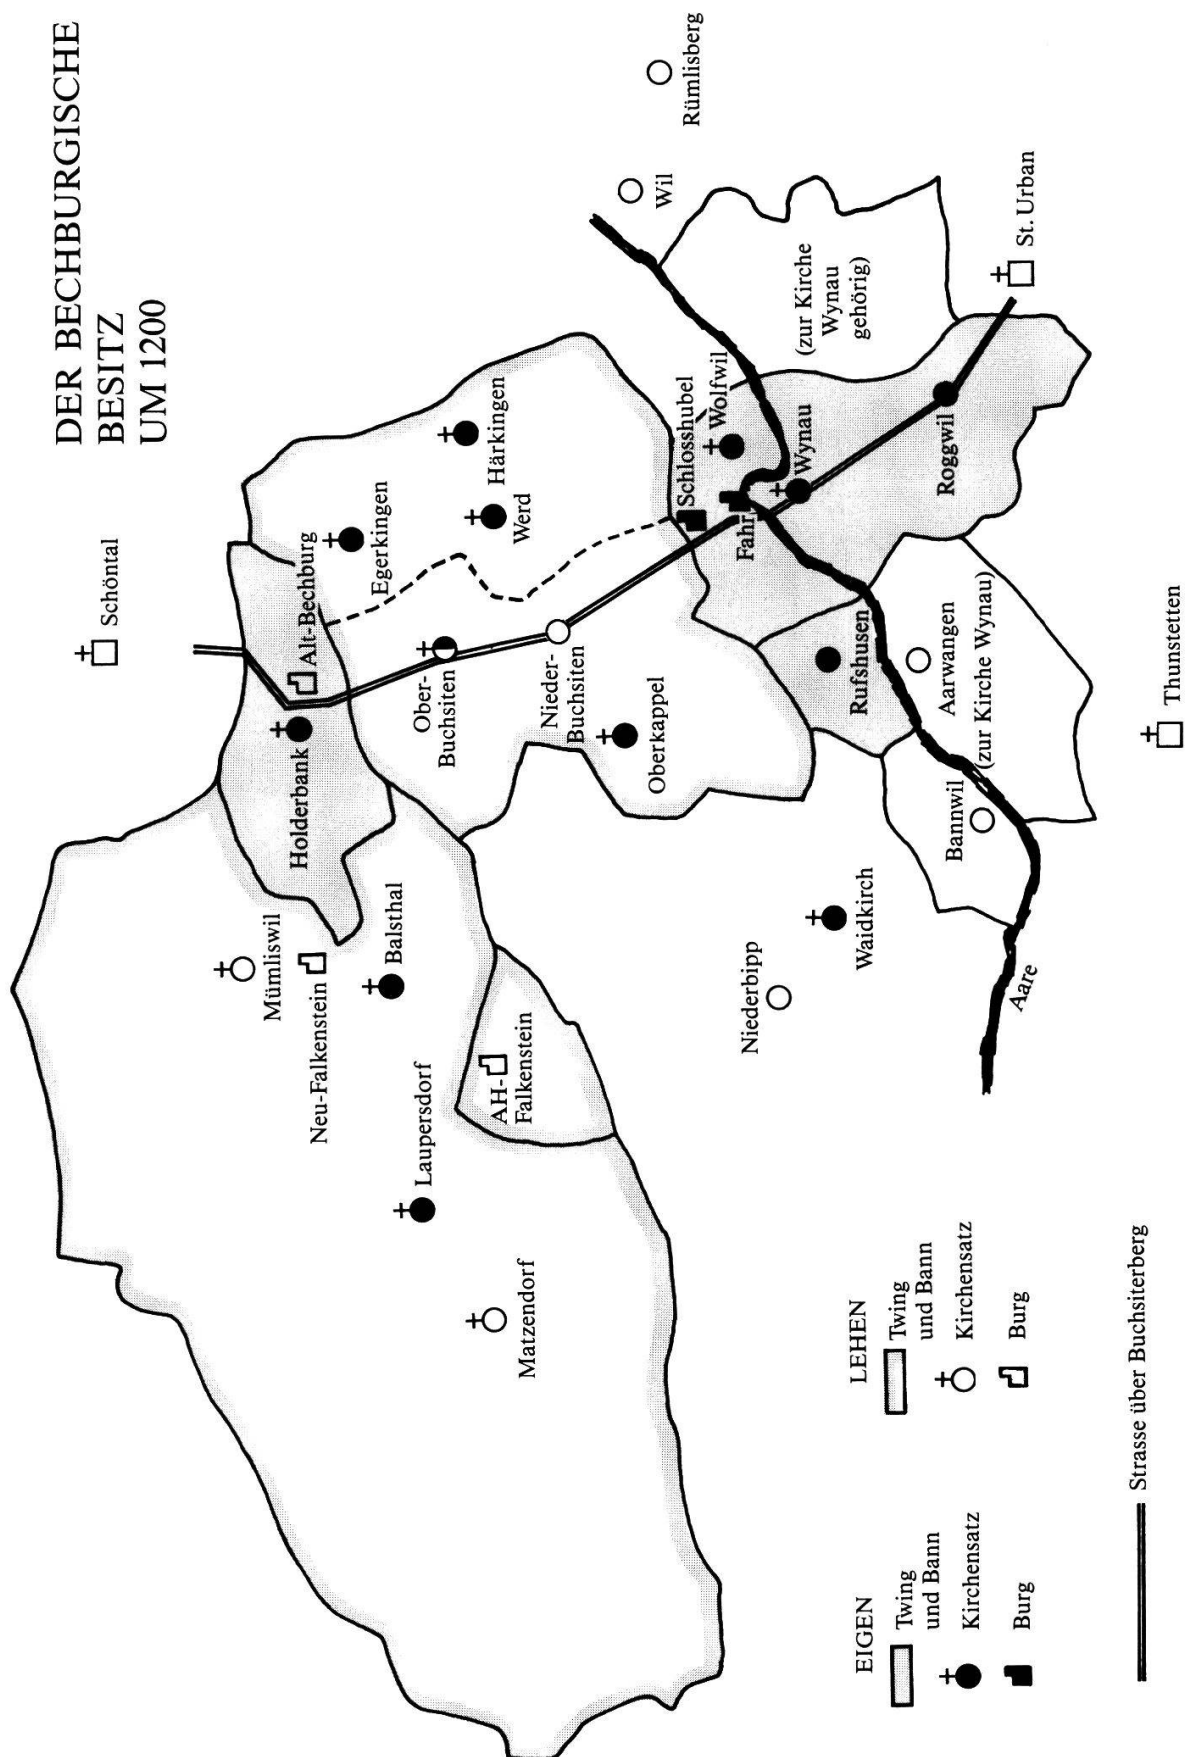 DER BECHBURGISCHE
BESITZ
UM 1200
Schöntal
Holderbank
Alt-Bechburg
Egerkingen
Härkingen
Werd
Ober-
Buchsiten
Nieder-
Buchsiten
Oberkappel
Mümliswil
Neu-Falkenstein
Balsthal
Laupersdorf
AH-
Falkenstein
Matzendorf
Rümlisberg
Wil
Schlosshubel
Wolfwil
Fahr
Wynau
(zur Kirche
Wynau
gehörig)
Roggwil
St. Urban
Rufshusen
Aarwangen
(zur Kirche Wynau)
Bannwil
Niederbipp
Waidkirch
Aare
Thunstetten
EIGEN
Twing
und Bann
Kirchensatz
Burg
LEHEN
Twing
und Bann
Kirchensatz
Burg
Strasse über Buchsiterberg